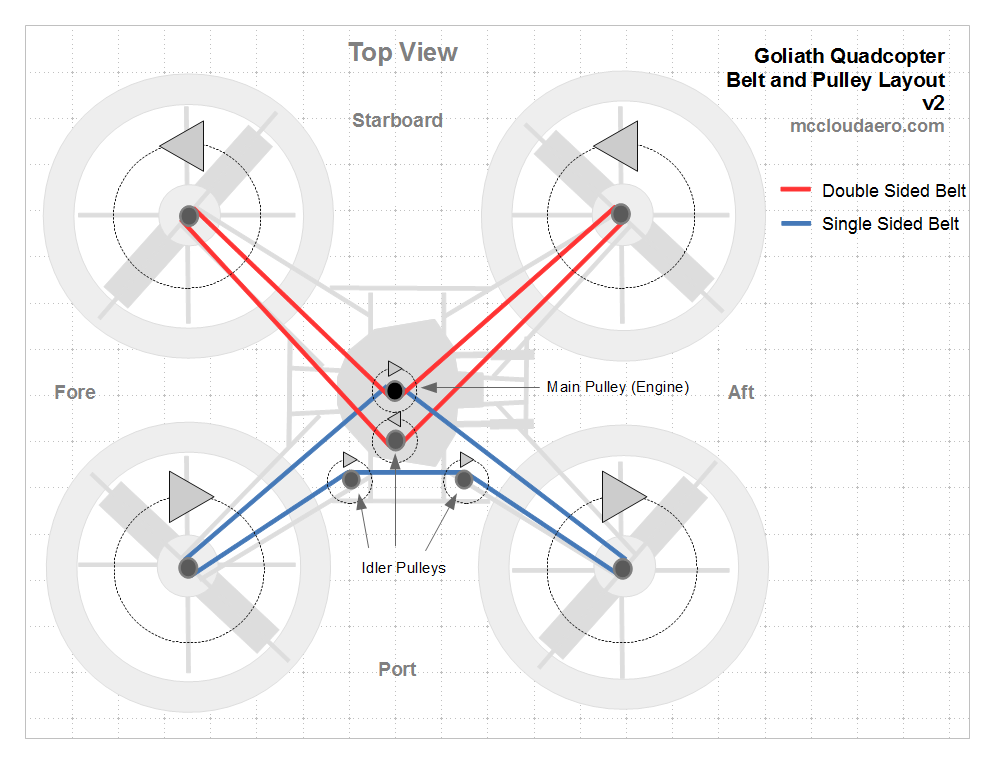 Top View
Goliath Quadcopter
Belt and Pulley Layout
v2
mccloudaero.com
Starboard
Double Sided Belt
Single Sided Belt
Fore
Main Pulley (Engine)
Aft
Idler Pulleys
Port